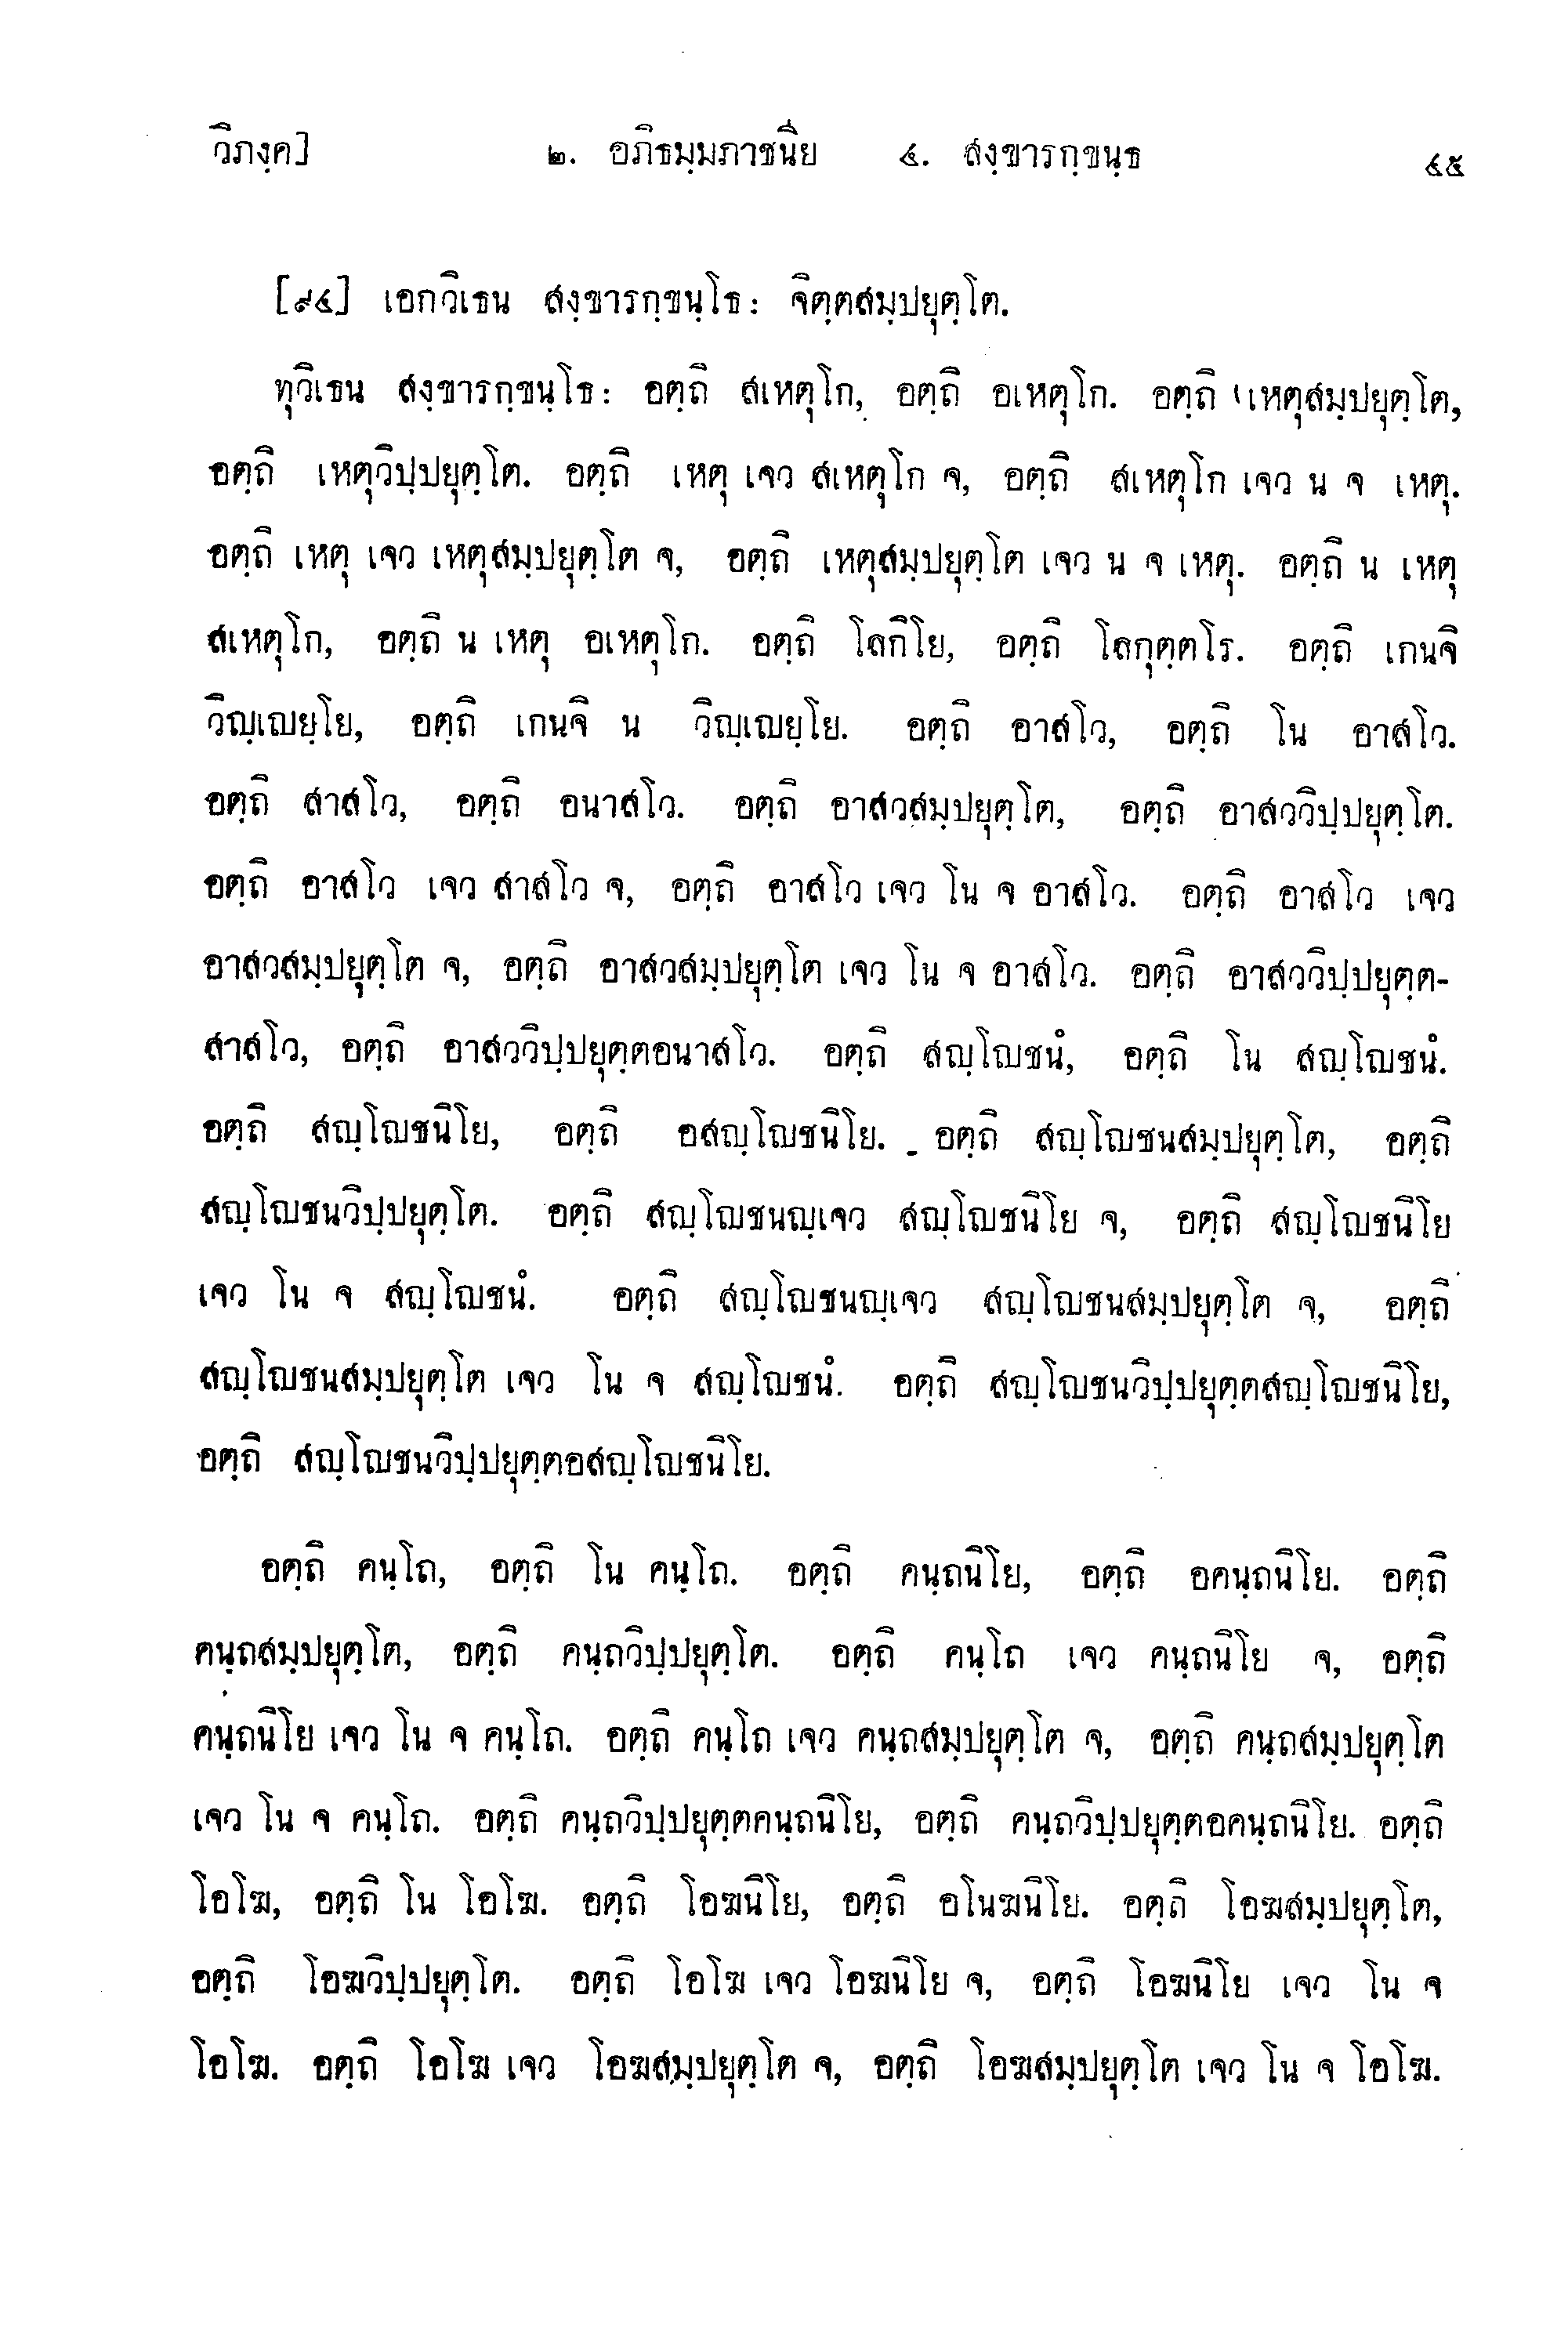 วิภงฺค] ๒. อภิธมฺมภาชนีย ๔. สงฺขารกฺขนฺธ ๔๕
[๙๔] เอกวิเธน สงฺขารกฺขนฺโธ: จิตฺตสมฺปยุตฺโต.
ทุวิเธน สงฺขารกฺขนฺโธ: อตฺถิ สเหตุโก, อตฺถิ อเหตุโก. อตฺถิ เหตุสมฺปยุตฺโต,
อตฺถิ เหตุวิปฺปยุตฺโต. อตฺถิ เหตุ เจว สเหตุโก จ, อตฺถิ สเหตุโก เจว น จ เหตุ.
อตฺถิ เหตุ เจว เหตุสมฺปยุตฺโต จ, อตฺถิ เหตุสมฺปยุตฺโต เจว น จ เหตุ. อตฺถิ น เหตุ
สเหตุโก, อตฺถิ น เหตุ อเหตุโก. อตฺถิ โลกิโย, อตฺถิ โลกุตฺตโร. อตฺถิ เกนจิ
วิญฺเญยฺโย, อตฺถิ เกนจิ น วิญฺเญยฺโย. อตฺถิ อาสโว, อตฺถิ โน อาสโว.
อตฺถิ สาสโว, อตฺถิ อนาสโว. อตฺถิ อาสวสมฺปยุตฺโต, อตฺถิ อาสววิปฺปยุตฺโต.
อตฺถิ อาสโว เจว สาสโว จ, อตฺถิ อาสโว เจว โน จ อาสโว. อตฺถิ อาสโว เจว
อาสวสมฺปยุตฺโต จ, อตฺถิ อาสวสมฺปยุตฺโต เจว โน จ อาสโว. อตฺถิ อาสววิปฺปยุตฺต-
สาสโว, อตฺถิ อาสววิปฺปยุตฺตอนาสโว. อตฺถิ สญฺโญชนํ, อตฺถิ โน สญฺโญชนํ.
อตฺถิ สญฺโญชนิโย, อตฺถิ อสญฺโญชนิโย. อตฺถิ สญฺโญชนสมฺปยุตฺโต, อตฺถิ
สญฺโญชนวิปฺปยุตฺโต. อตฺถิ สญฺโญชนญฺเจว สญฺโญชนิโย จ, อตฺถิ สญฺโญชนิโย
เจว โน จ สญฺโญชนํ. อตฺถิ สญฺโญชนญฺเจว สญฺโญชนสมฺปยุตฺโต จ, อตฺถิ
สญฺโญชนสมฺปยุตฺโต เจว โน จ สญฺโญชนํ. อตฺถิ สญฺโญชนวิปฺปยุตฺตสญฺโญชนิโย,
อตฺถิ สญฺโญชนวิปฺปยุตฺตอสญฺโญชนิโย.
อตฺถิ คนฺโถ, อตฺถิ โน คนฺโถ. อตฺถิ คนฺถนิโย, อตฺถิ อคนฺถนิโย. อตฺถิ
คนฺถสมฺปยุตฺโต, อตฺถิ คนฺถวิปฺปยุตฺโต. อตฺถิ คนฺโถ เจว คนฺถนิโย จ, อตฺถิ
คนฺถนิโย เจว โน จ คนฺโถ. อตฺถิ คนฺโถ เจว คนฺถสมฺปยุตฺโต จ, อตฺถิ คนฺถสมฺปยุตฺโต
เจว โน จ คนฺโถ. อตฺถิ คนฺถวิปฺปยุตฺตคนฺถนิโย, อตฺถิ คนฺถวิปฺปยุตฺตอคนฺถนิโย. อตฺถิ
โอโฆ, อตฺถิ โน โอโฆ. อตฺถิ โอฆนิโย, อตฺถิ อโนฆนิโย. อตฺถิ โอฆสมฺปยุตฺโต,
อตฺถิ โอฆวิปฺปยุตฺโต. อตฺถิ โอโฆ เจว โอฆนิโย จ, อตฺถิ โอฆนิโย เจว โน จ
โอโฆ. อตฺถิ โอโฆ เจว โอฆสมฺปยุตฺโต จ, อตฺถิ โอฆสมฺปยุตฺโต เจว โน จ โอโฆ.